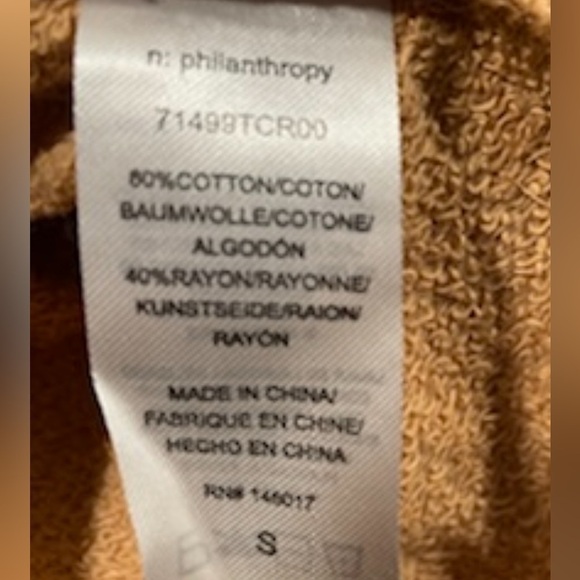 n: philanthropy
71499TCR00
60%COTTON/COTON/
BAUMWOLLE/COTONE/
ALGODÓN
40%RAYON/RAYONNE/
KUNSTSEIDE/RAION/
RAYÓN
MADE IN CHINA/
FABRIQUE EN CHINE/
HECHO EN CHINA
RN# 146017
S